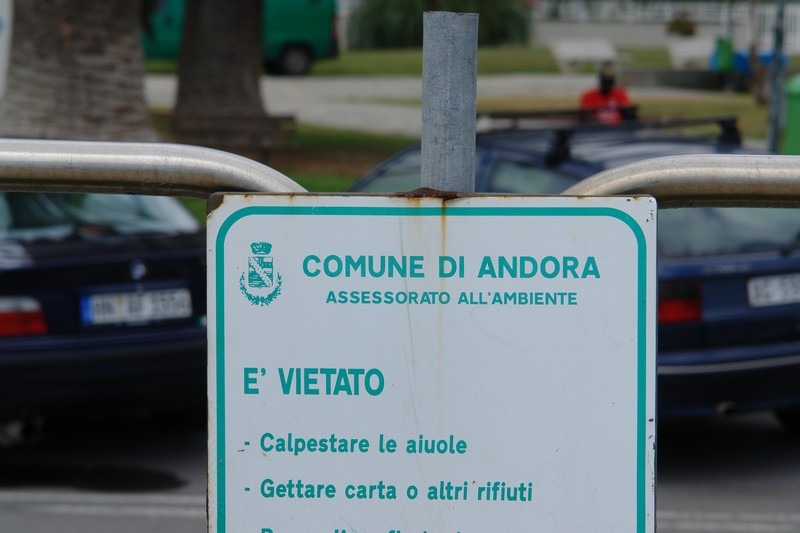 COMUNE DI ANDORA
ASSESSORATO ALL'AMBIENTE
E' VIETATO
- Calpestare le aiuole
- Gettare carta o altri rifiuti